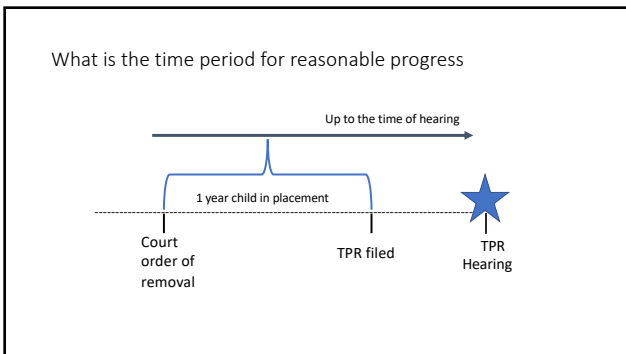 What is the time period for reasonable progress
Up to the time of hearing
1 year child in placement
Court
order of
removal
TPR filed
TPR
Hearing